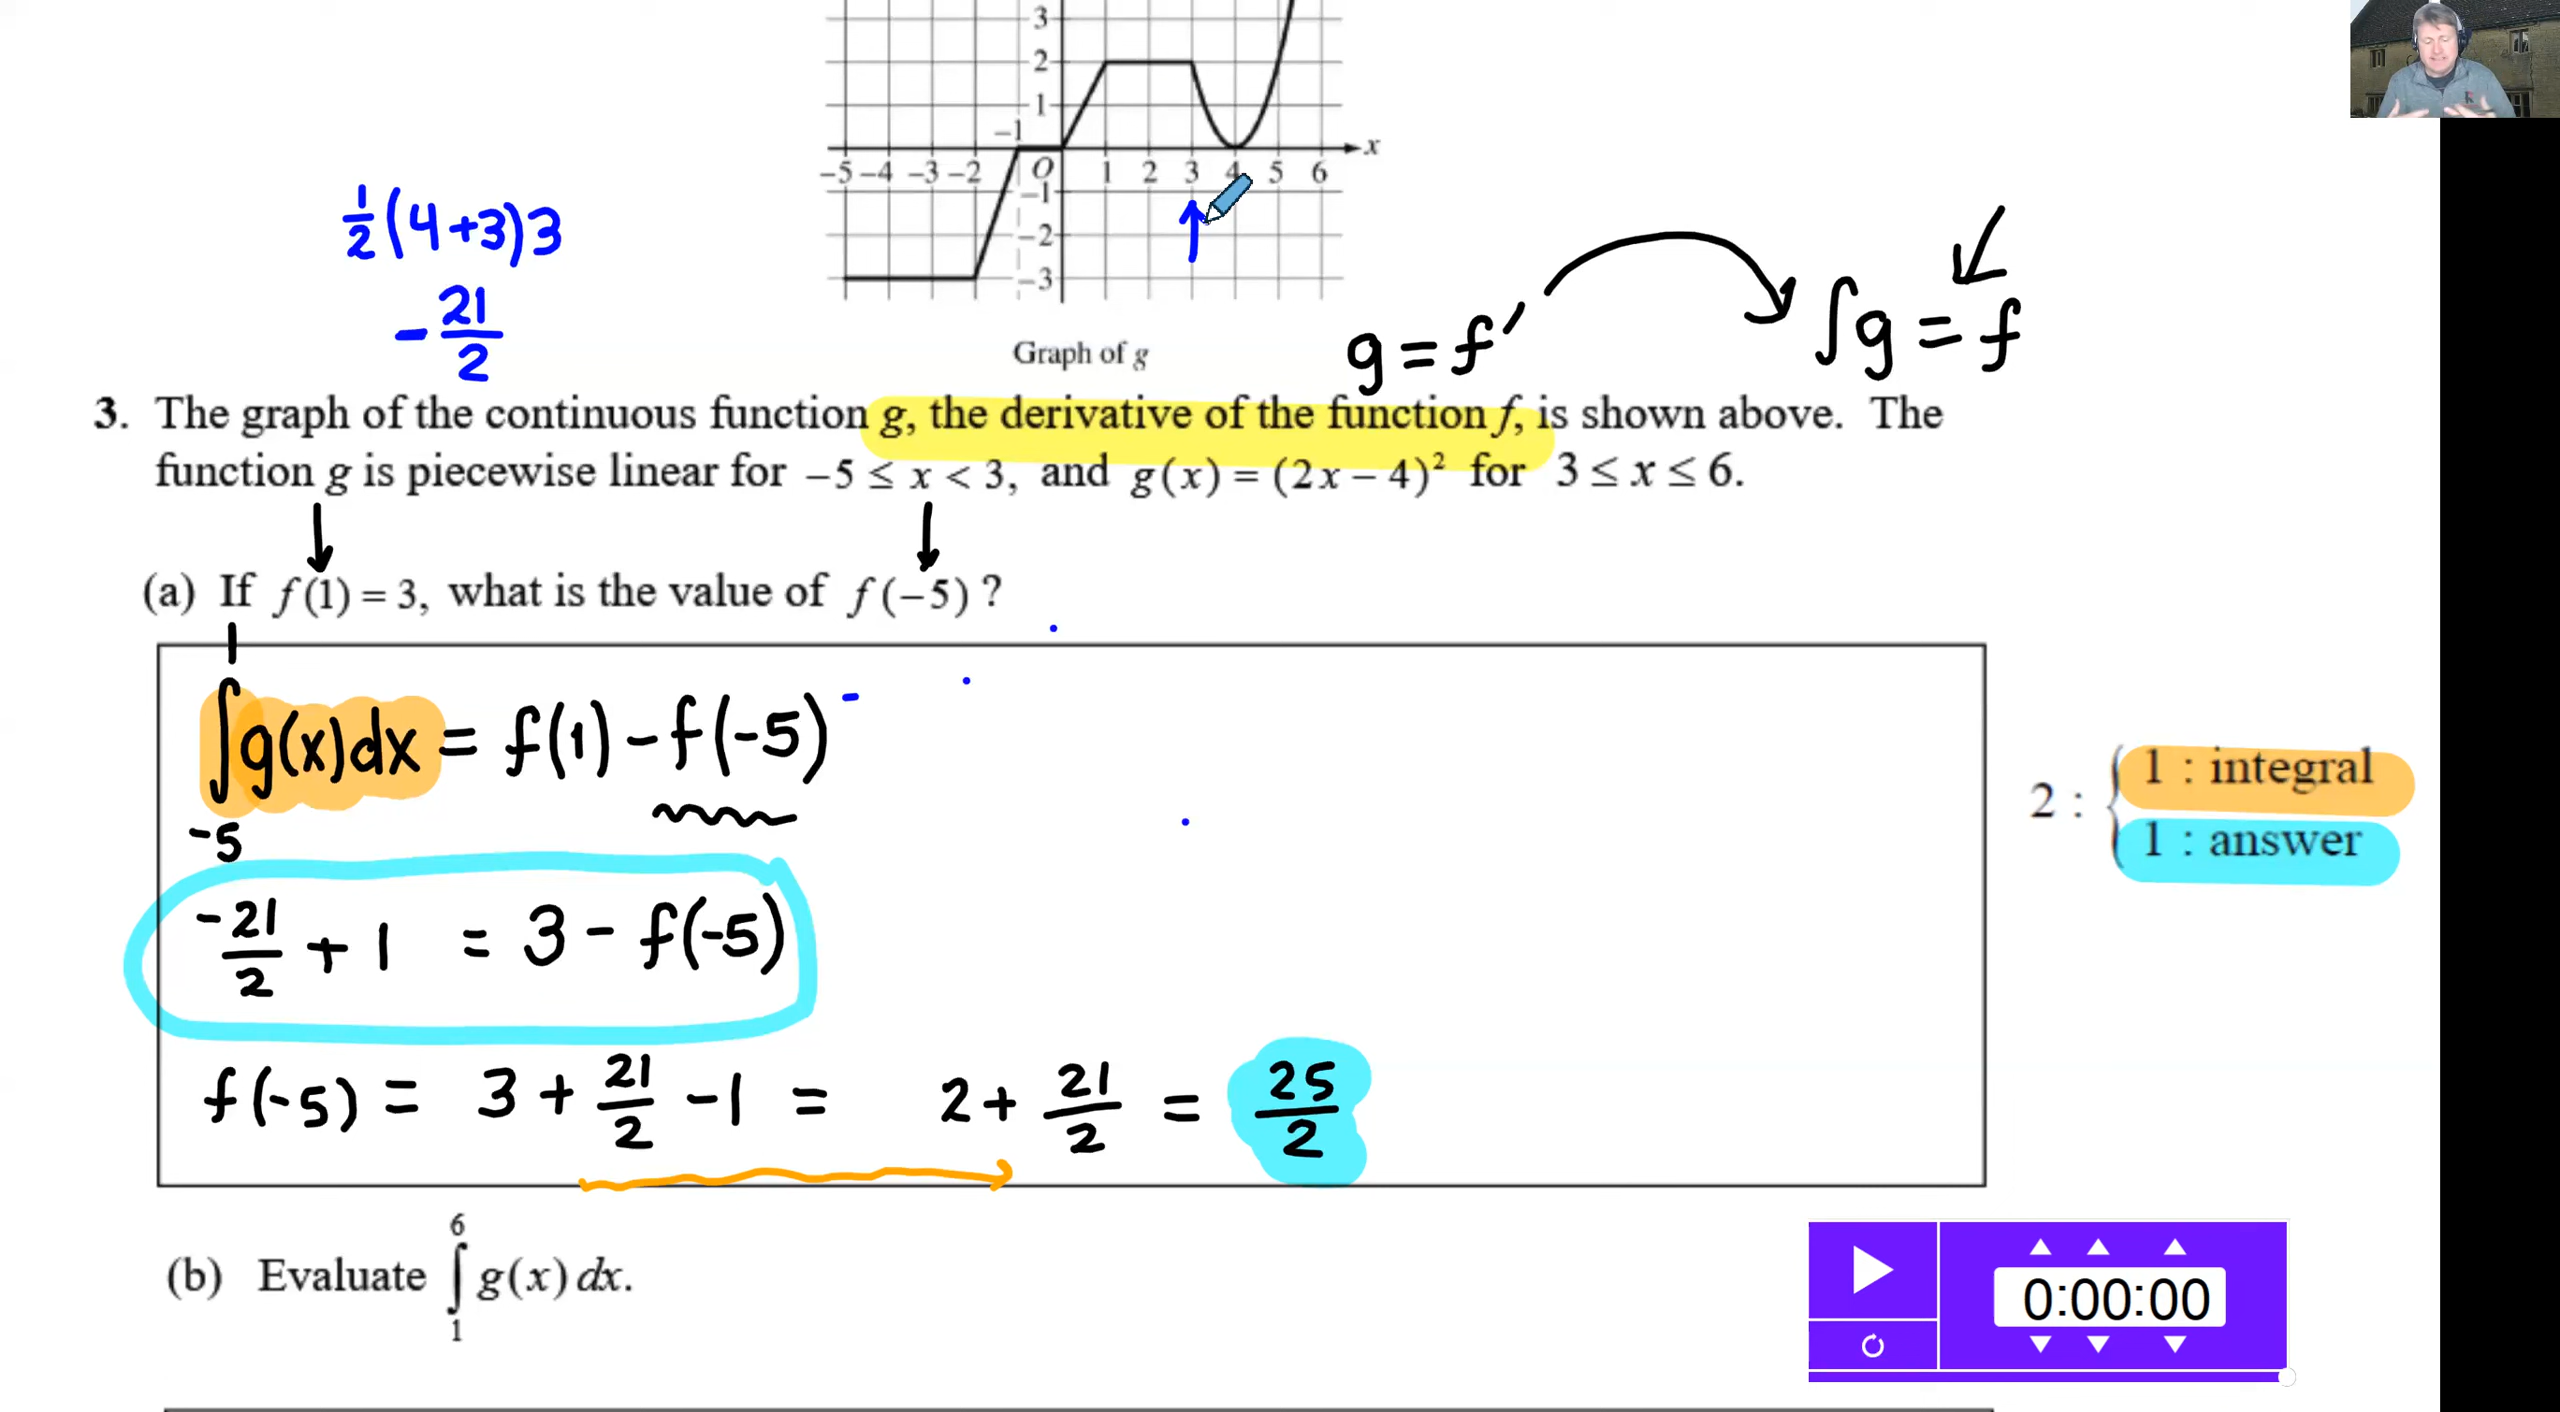 3
2
1
-1
x
-5 -4 -3 -2 O 1 2 3 4 5 6
-1
-2
-3
1/2 (4+3)3
- 21/2
Graph of g
g = f′
∫g = f
3. The graph of the continuous function g, the derivative of the function f, is shown above. The
function g is piecewise linear for −5 ≤ x < 3, and g(x) = (2x − 4)² for 3 ≤ x ≤ 6.
(a) If f(1) = 3, what is the value of f(−5) ?
1
∫g(x)dx = f(1) - f(-5)
-5
-21/2 + 1 = 3 - f(-5)
f(-5) = 3 + 21/2 - 1 = 2 + 21/2 = 25/2
2 : { 1 : integral
1 : answer
6
(b) Evaluate ∫ g(x) dx.
1
0:00:00